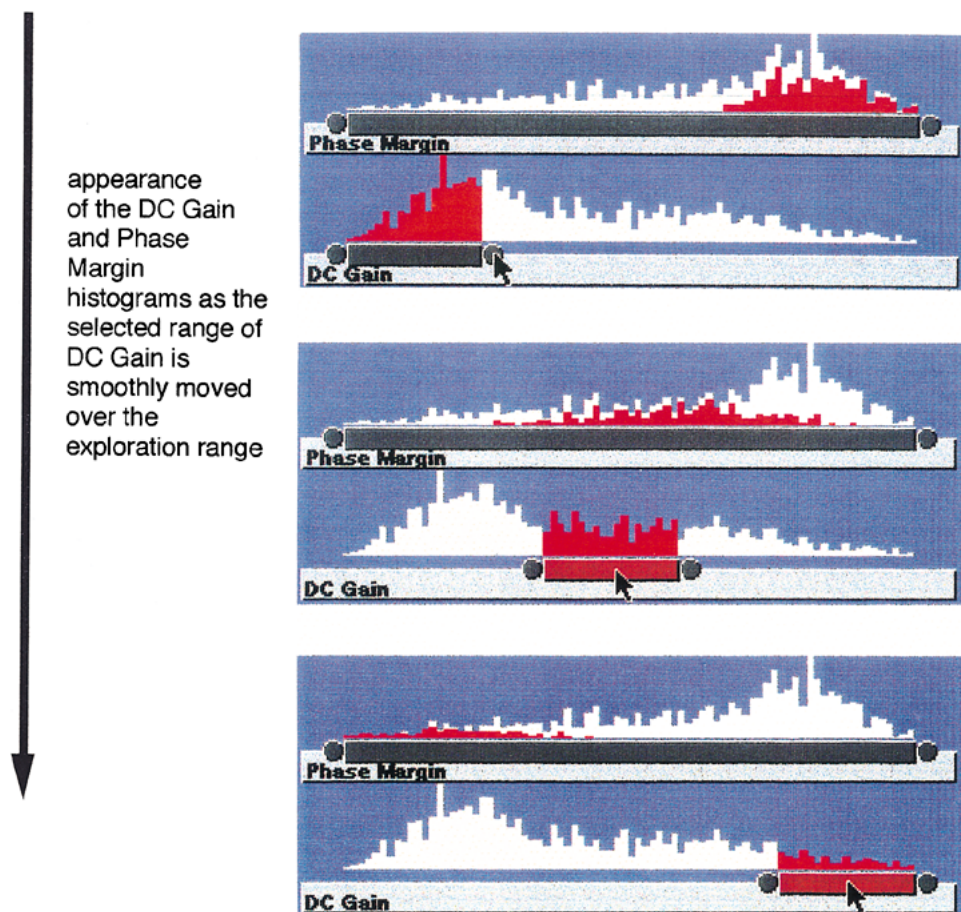 appearance
of the DC Gain
and Phase
Margin
histograms as the
selected range of
DC Gain is
smoothly moved
over the
exploration range
Phase Margin
DC Gain
Phase Margin
DC Gain
Phase Margin
DC Gain